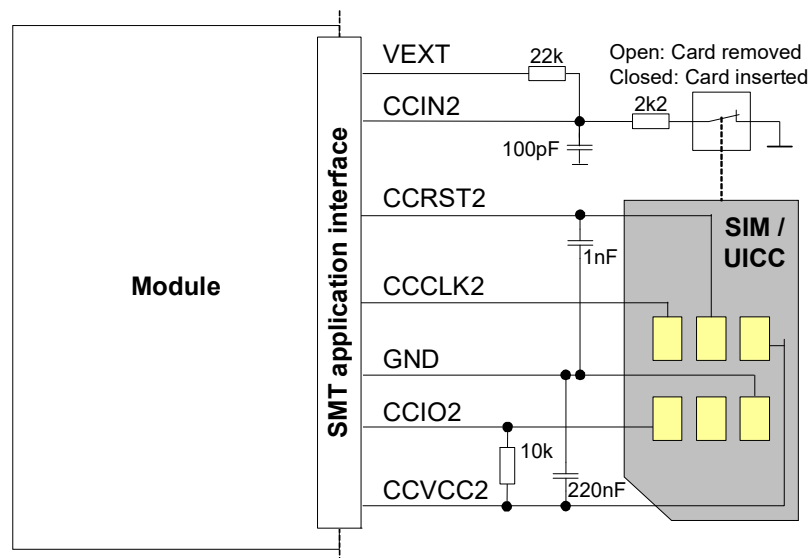 VEXT
22k
Open: Card removed
Closed: Card inserted
CCIN2
2k2
100pF
CCRST2
SIM /
UICC
1nF
Module
SMT application interface
CCCLK2
GND
CCIO2
10k
220nF
CCVCC2